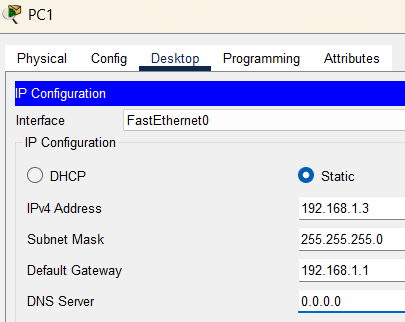 PC1
Physical Config Desktop Programming Attributes
IP Configuration
Interface FastEthernet0
IP Configuration
DHCP Static
IPv4 Address 192.168.1.3
Subnet Mask 255.255.255.0
Default Gateway 192.168.1.1
DNS Server 0.0.0.0